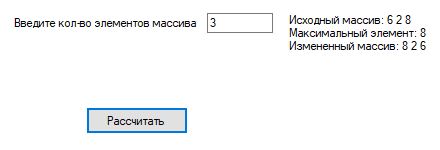 Введите кол-во элементов массива 3
Исходный массив: 6 2 8
Максимальный элемент: 8
Измененный массив: 8 2 6
Рассчитать